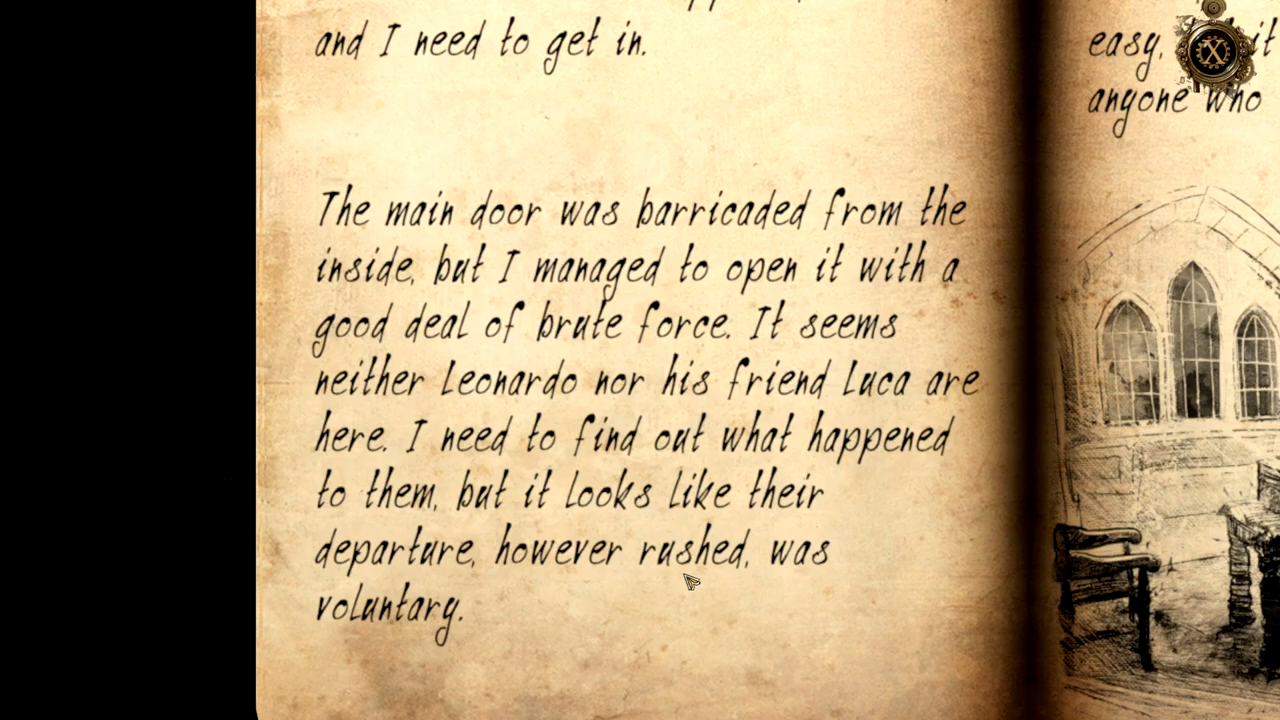 and I need to get in.
The main door was barricaded from the
inside, but I managed to open it with a
good deal of brute force. It seems
neither Leonardo nor his friend Luca are
here. I need to find out what happened
to them, but it looks like their
departure, however rushed, was
voluntary.
easy, it
anyone who
X